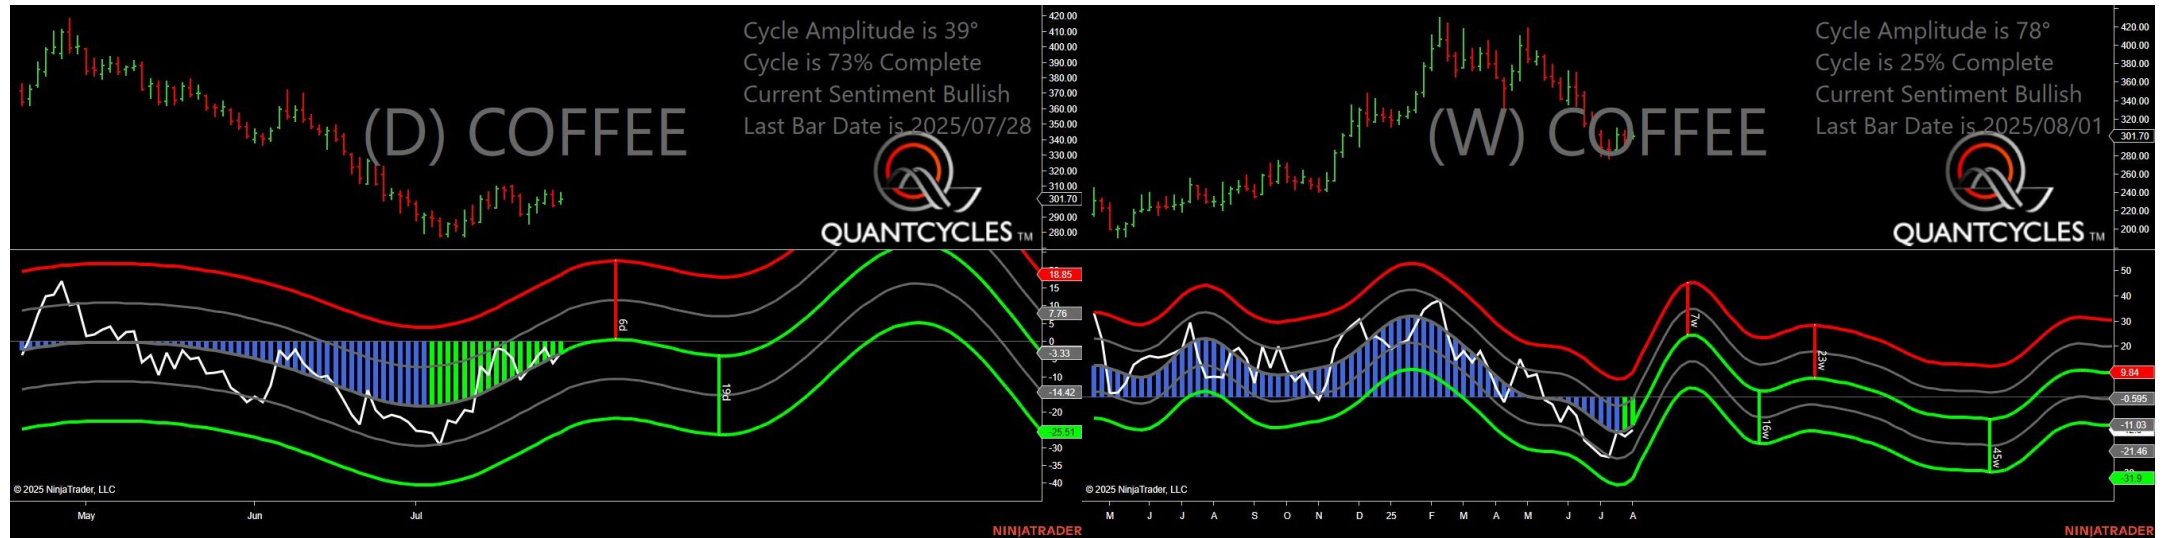 Cycle Amplitude is 39°
Cycle is 73% Complete
Current Sentiment Bullish
Last Bar Date is 2025/07/28
(D) COFFEE
QUANTCYCLES TM
420.00
410.00
400.00
390.00
380.00
370.00
360.00
350.00
340.00
330.00
320.00
310.00
301.70
290.00
280.00
18.85
15
7.76
5
0
-3.33
-10
-14.42
-20
-25.51
-30
-35
-40
6d
19d
© 2025 NinjaTrader, LLC
May Jun Jul
NINJATRADER
Cycle Amplitude is 78°
Cycle is 25% Complete
Current Sentiment Bullish
Last Bar Date is 2025/08/01
(W) COFFEE
QUANTCYCLES TM
420.00
400.00
380.00
360.00
340.00
320.00
301.70
280.00
260.00
240.00
220.00
200.00
50
40
30
20
9.84
-0.595
-11.03
-21.46
-31.9
7w
23w
16w
45w
© 2025 NinjaTrader, LLC
M J J A S O N D 25 F M A M J J A
NINJATRADER